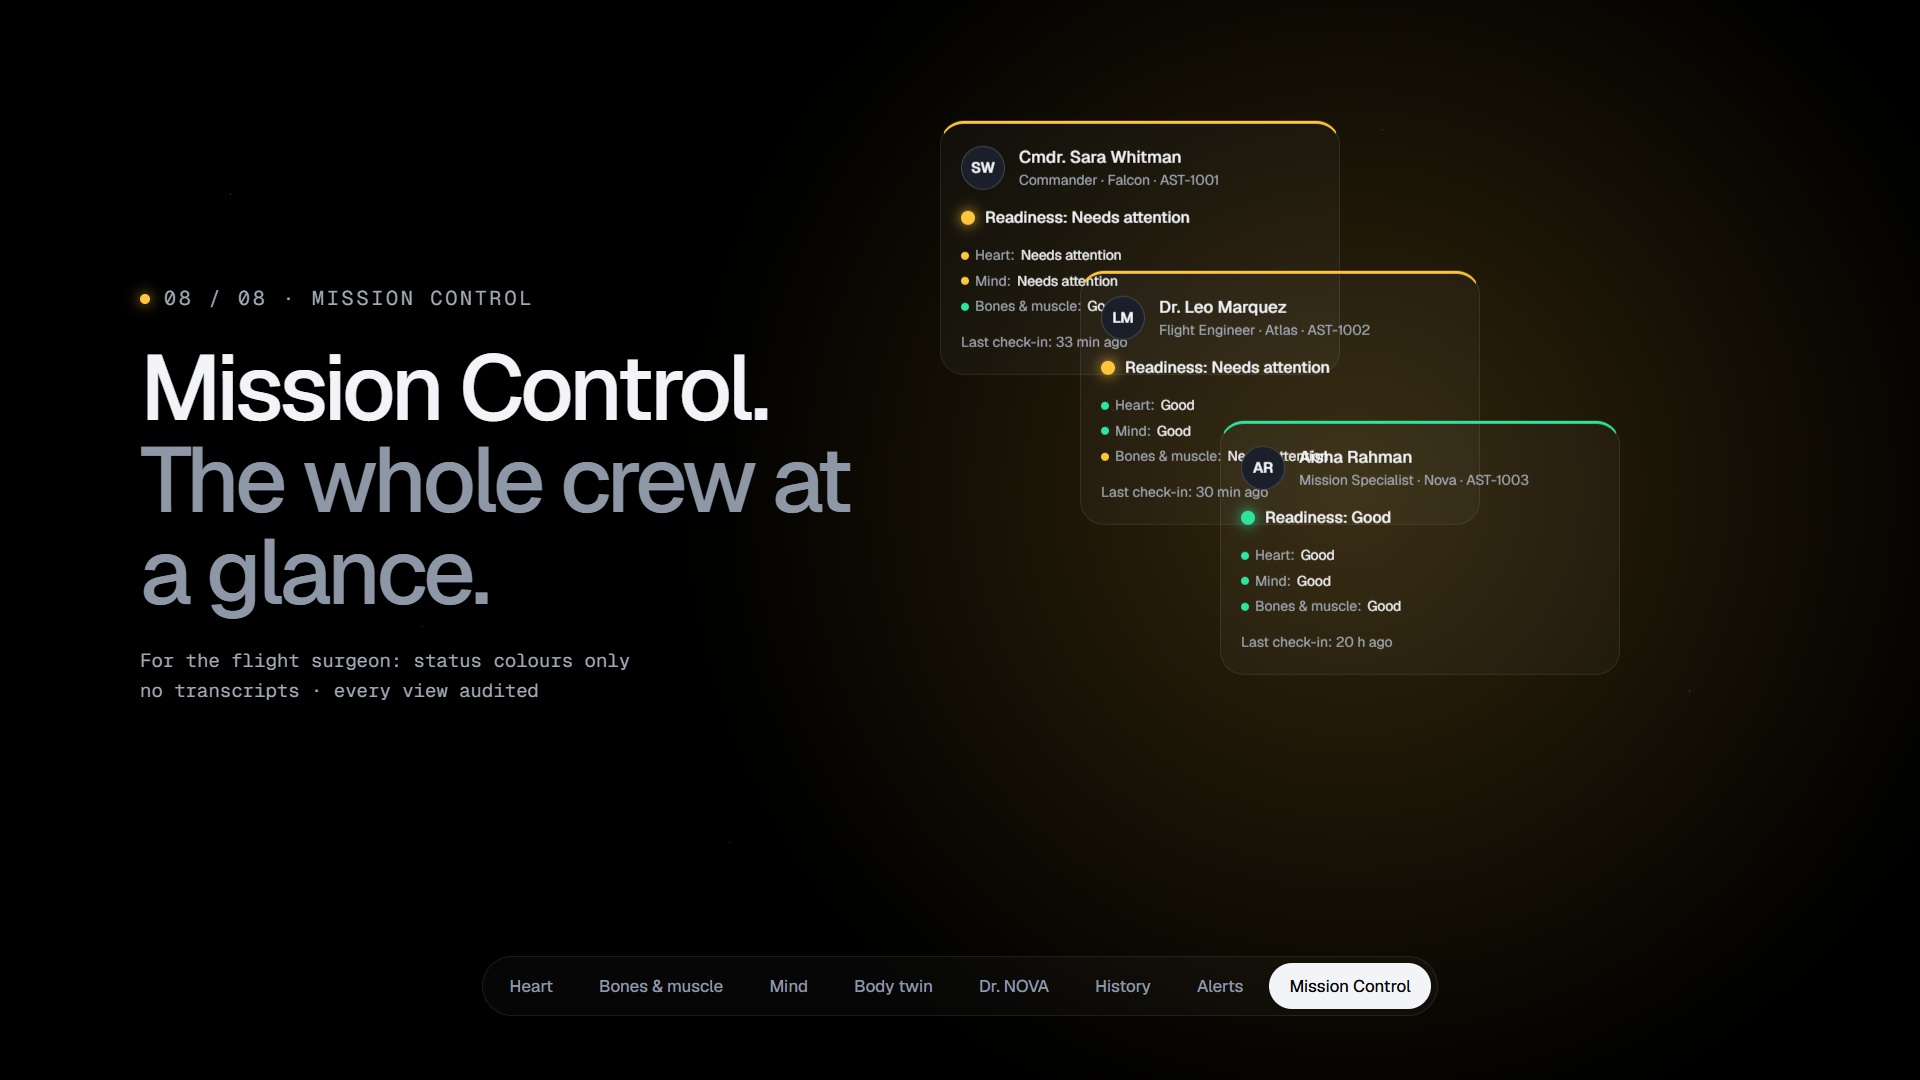 08 / 08 · MISSION CONTROL
Mission Control.
The whole crew at
a glance.
For the flight surgeon: status colours only
no transcripts · every view audited
SW
Cmdr. Sara Whitman
Commander · Falcon · AST-1001
Readiness: Needs attention
Heart: Needs attention
Mind: Needs attention
Bones & muscle:
Last check-in: 33 min ago
LM
Dr. Leo Marquez
Flight Engineer · Atlas · AST-1002
Readiness: Needs attention
Heart: Good
Mind: Good
Bones & muscle: Needs attention
Last check-in: 30 min ago
AR
Aisha Rahman
Mission Specialist · Nova · AST-1003
Readiness: Good
Heart: Good
Mind: Good
Bones & muscle: Good
Last check-in: 20 h ago
Heart Bones & muscle Mind Body twin Dr. NOVA History Alerts Mission Control